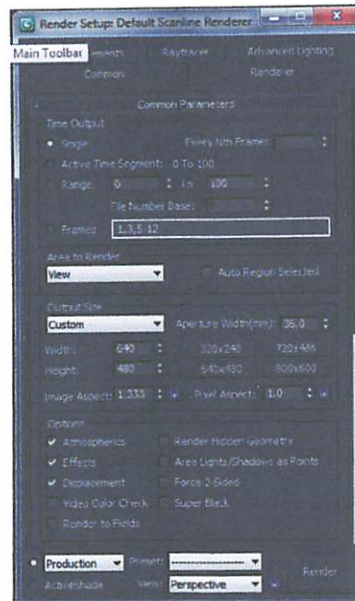 Render Setup: Default Scanline Renderer
Main Toolbar ements Raytracer Advanced Lighting
Common Renderer
Common Parameters
Time Output
Single Every Nth Frame:
Active Time Segment: 0 To 100
Range: 0 To 100
File Number Base:
Frames 1,3,5-12
Area to Render
View Auto Region Selected
Output Size
Custom Aperture Width(mm): 36.0
Width: 640 320x240 720x486
Height: 480 640x480 800x600
Image Aspect: 1.333 Pixel Aspect: 1.0
Options
Atmospherics Render Hidden Geometry
Effects Area Lights/Shadows as Points
Displacement Force 2-Sided
Video Color Check Super Black
Render to Fields
Production Preset: --------------------
ActiveShade View: Perspective Render